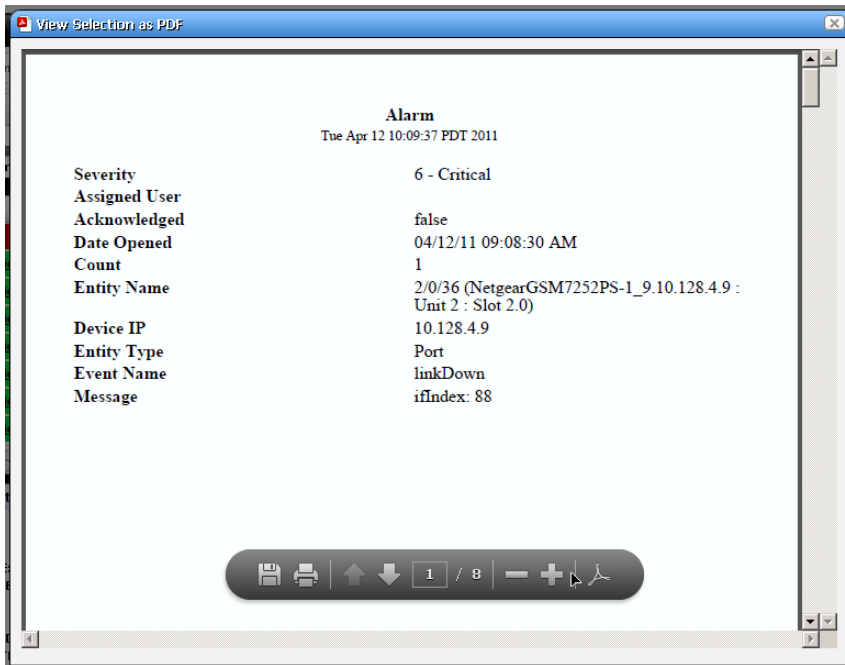 View Selection as PDF
Alarm
Tue Apr 12 10:09:37 PDT 2011
Severity 6 - Critical
Assigned User
Acknowledged false
Date Opened 04/12/11 09:08:30 AM
Count 1
Entity Name 2/0/36 (NetgearGSM7252PS-1_9.10.128.4.9 :
Unit 2 : Slot 2.0)
Device IP 10.128.4.9
Entity Type Port
Event Name linkDown
Message ifIndex: 88
1 / 8